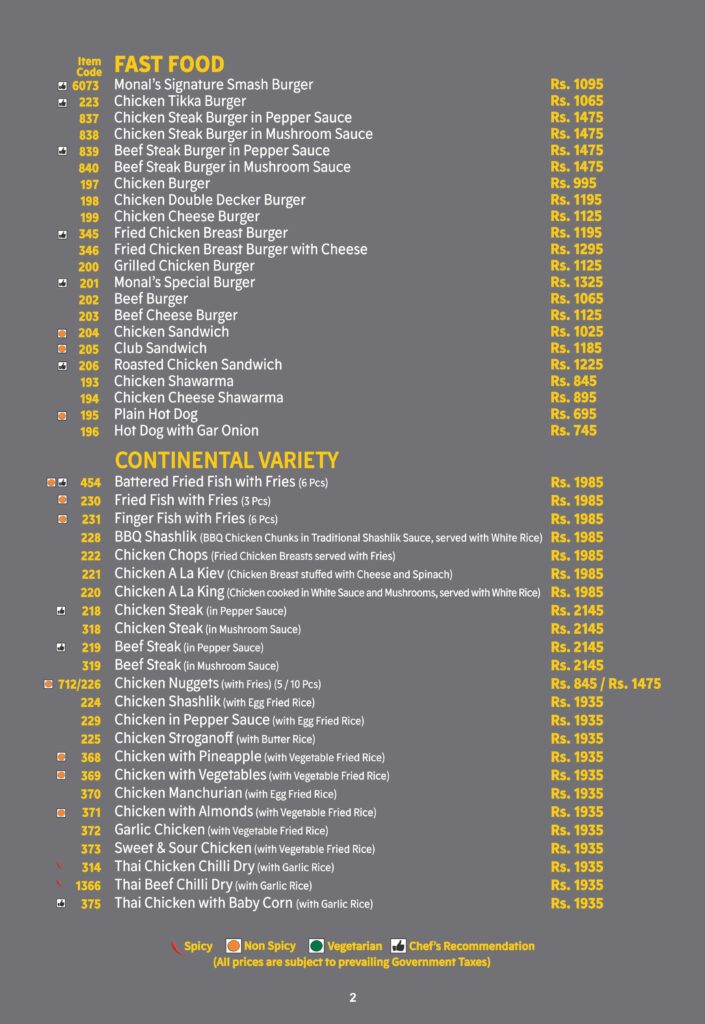 Item
Code
FAST FOOD
6073 Monal's Signature Smash Burger Rs. 1095
223 Chicken Tikka Burger Rs. 1065
837 Chicken Steak Burger in Pepper Sauce Rs. 1475
838 Chicken Steak Burger in Mushroom Sauce Rs. 1475
839 Beef Steak Burger in Pepper Sauce Rs. 1475
840 Beef Steak Burger in Mushroom Sauce Rs. 1475
197 Chicken Burger Rs. 995
198 Chicken Double Decker Burger Rs. 1195
199 Chicken Cheese Burger Rs. 1125
345 Fried Chicken Breast Burger Rs. 1195
346 Fried Chicken Breast Burger with Cheese Rs. 1295
200 Grilled Chicken Burger Rs. 1125
201 Monal's Special Burger Rs. 1325
202 Beef Burger Rs. 1065
203 Beef Cheese Burger Rs. 1125
204 Chicken Sandwich Rs. 1025
205 Club Sandwich Rs. 1185
206 Roasted Chicken Sandwich Rs. 1225
193 Chicken Shawarma Rs. 845
194 Chicken Cheese Shawarma Rs. 895
195 Plain Hot Dog Rs. 695
196 Hot Dog with Gar Onion Rs. 745
CONTINENTAL VARIETY
454 Battered Fried Fish with Fries (6 Pcs) Rs. 1985
230 Fried Fish with Fries (3 Pcs) Rs. 1985
231 Finger Fish with Fries (6 Pcs) Rs. 1985
228 BBQ Shashlik (BBQ Chicken Chunks in Traditional Shashlik Sauce, served with White Rice) Rs. 1985
222 Chicken Chops (Fried Chicken Breasts served with Fries) Rs. 1985
221 Chicken A La Kiev (Chicken Breast stuffed with Cheese and Spinach) Rs. 1985
220 Chicken A La King (Chicken cooked in White Sauce and Mushrooms, served with White Rice) Rs. 1985
218 Chicken Steak (in Pepper Sauce) Rs. 2145
318 Chicken Steak (in Mushroom Sauce) Rs. 2145
219 Beef Steak (in Pepper Sauce) Rs. 2145
319 Beef Steak (in Mushroom Sauce) Rs. 2145
712/226 Chicken Nuggets (with Fries) (5 / 10 Pcs) Rs. 845 / Rs. 1475
224 Chicken Shashlik (with Egg Fried Rice) Rs. 1935
229 Chicken in Pepper Sauce (with Egg Fried Rice) Rs. 1935
225 Chicken Stroganoff (with Butter Rice) Rs. 1935
368 Chicken with Pineapple (with Vegetable Fried Rice) Rs. 1935
369 Chicken with Vegetables (with Vegetable Fried Rice) Rs. 1935
370 Chicken Manchurian (with Egg Fried Rice) Rs. 1935
371 Chicken with Almonds (with Vegetable Fried Rice) Rs. 1935
372 Garlic Chicken (with Vegetable Fried Rice) Rs. 1935
373 Sweet & Sour Chicken (with Vegetable Fried Rice) Rs. 1935
314 Thai Chicken Chilli Dry (with Garlic Rice) Rs. 1935
1366 Thai Beef Chilli Dry (with Garlic Rice) Rs. 1935
375 Thai Chicken with Baby Corn (with Garlic Rice) Rs. 1935
Spicy Non Spicy Vegetarian Chef's Recommendation
(All prices are subject to prevailing Government Taxes)
2